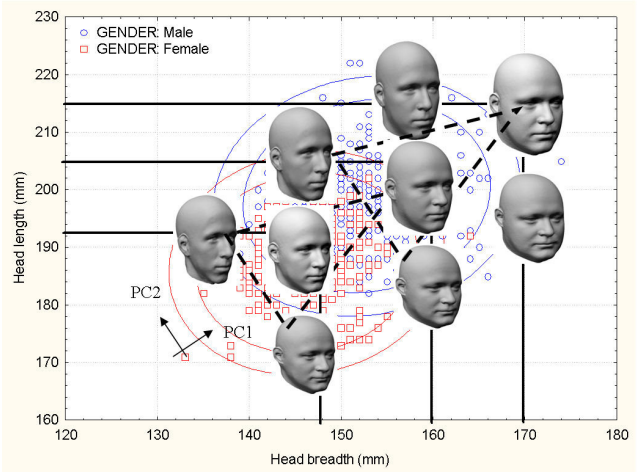 GENDER: Male
GENDER: Female
Head length (mm)
230
220
210
200
190
180
170
160
PC2
PC1
120
130
140
150
160
170
180
Head breadth (mm)